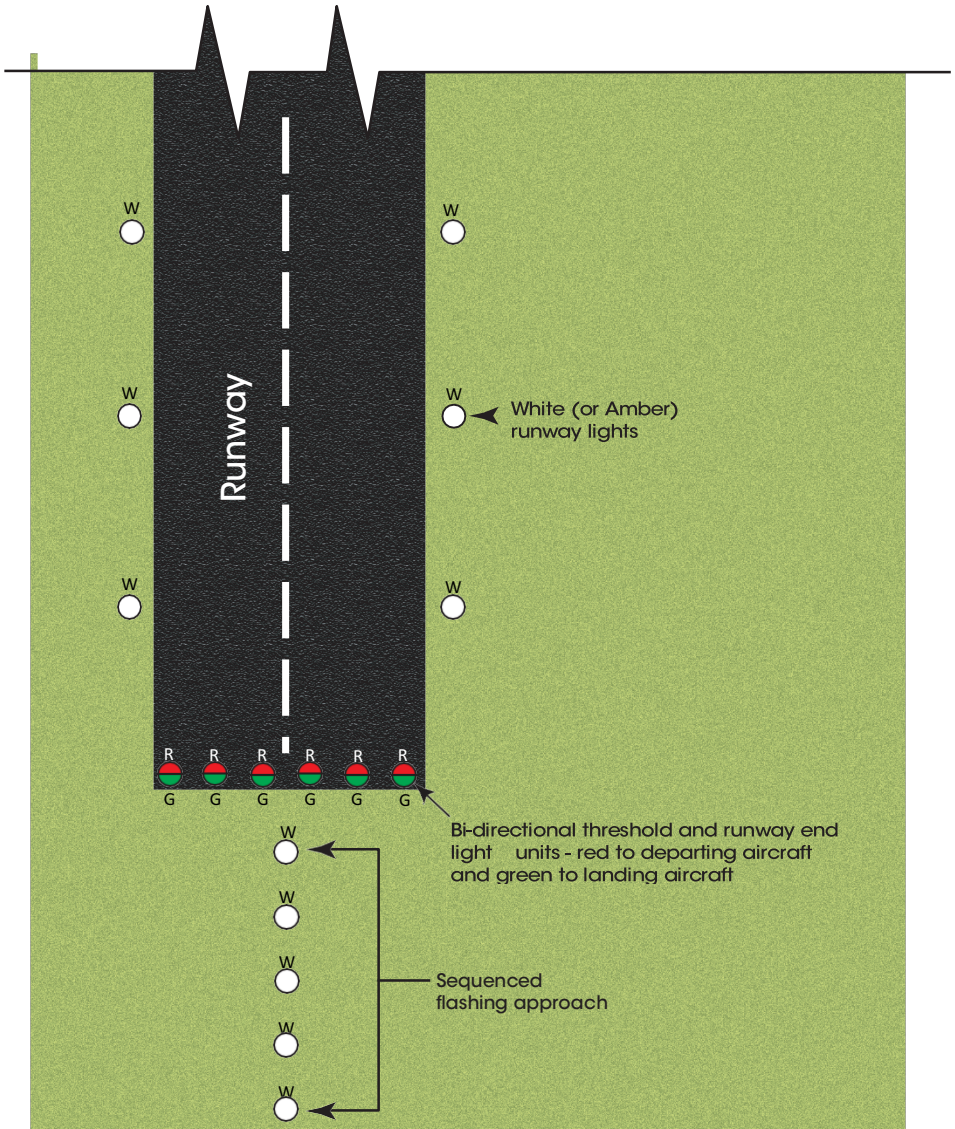 W W
W W
White (or Amber)
runway lights
Runway
W W
R R R R R R
G G G G G G
Bi-directional threshold and runway end
light units - red to departing aircraft
and green to landing aircraft
W
W
W
Sequenced
flashing approach
W
W